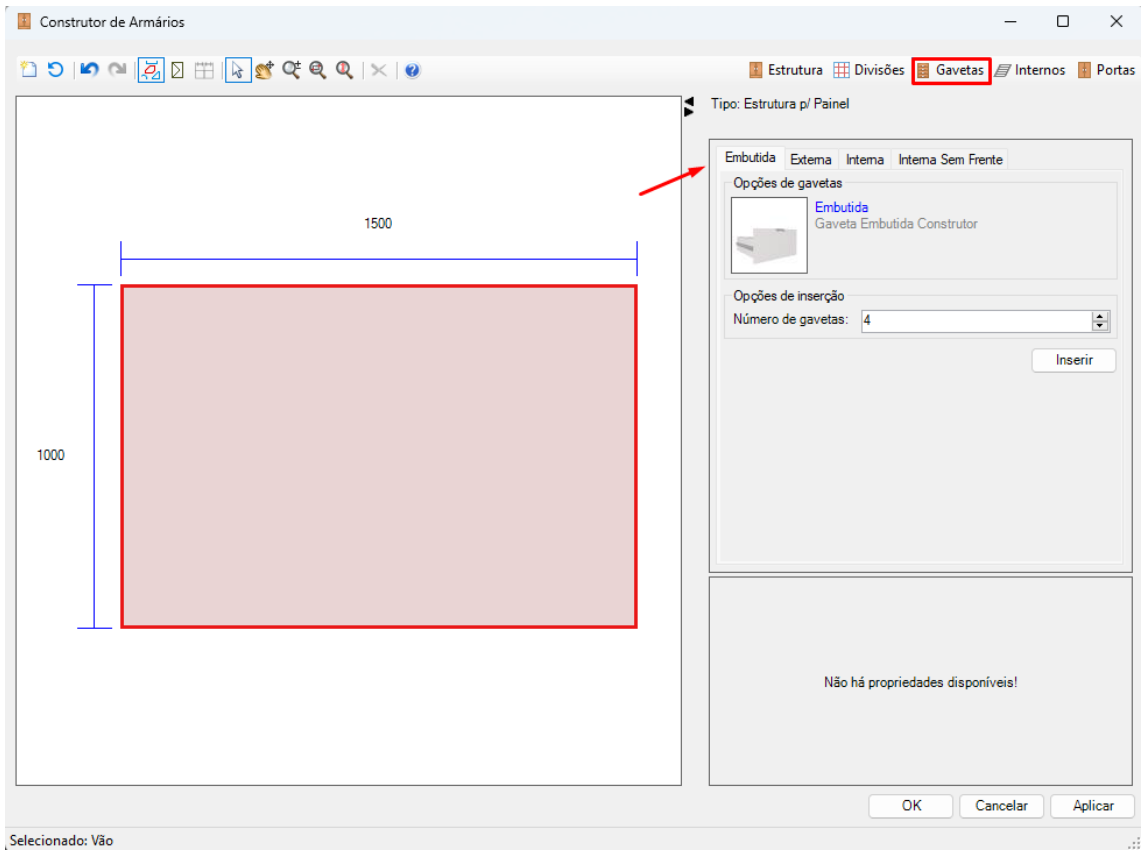 Construtor de Armários
Estrutura Divisões Gavetas Internos Portas
Tipo: Estrutura p/ Painel
Embutida Externa Interna Interna Sem Frente
Opções de gavetas
Embutida
Gaveta Embutida Construtor
Opções de inserção
Número de gavetas: 4
Inserir
1500
1000
Não há propriedades disponíveis!
OK Cancelar Aplicar
Selecionado: Vão